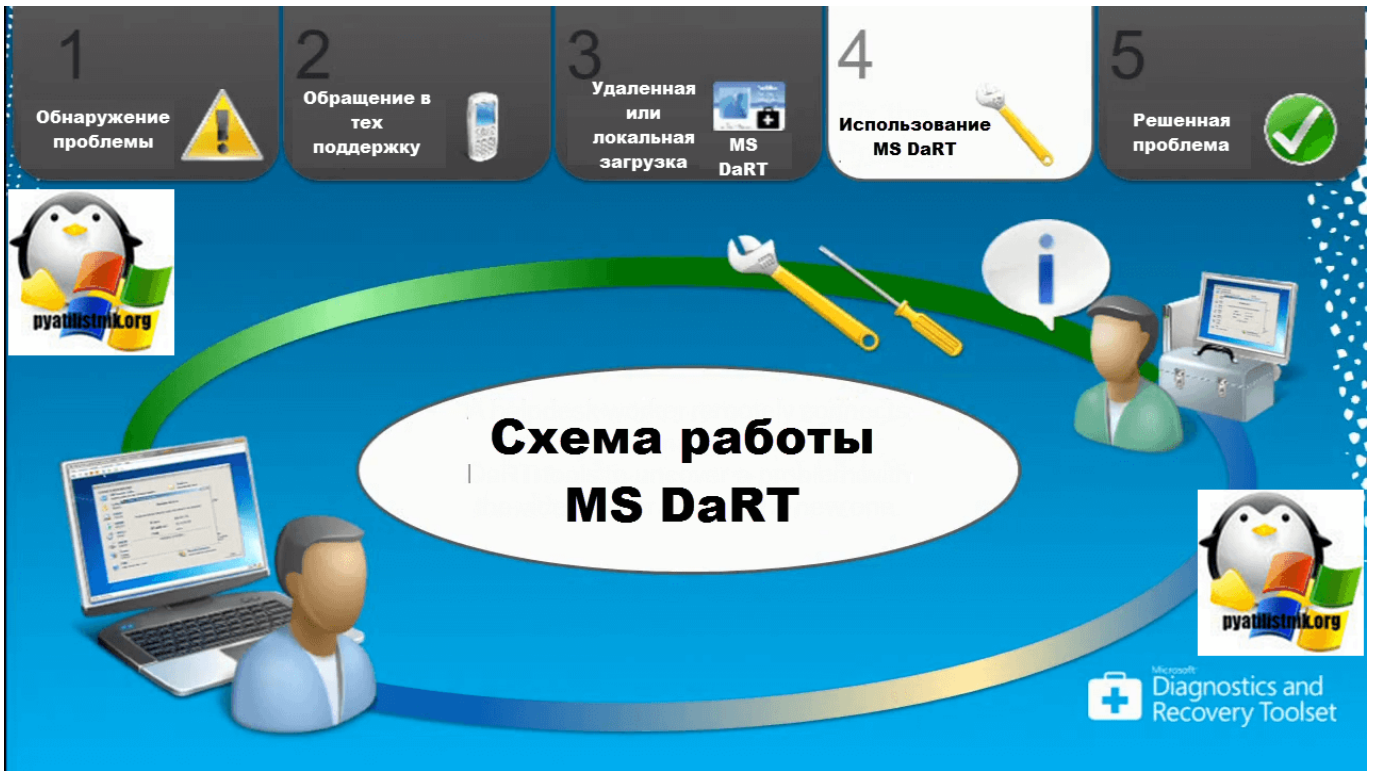 1
Обнаружение
проблемы
2
Обращение в
тех
поддержку
3
Удаленная
или
локальная
загрузка
MS
DaRT
4
Использование
MS DaRT
5
Решенная
проблема
pyatilistnik.org
i
Схема работы
MS DaRT
pyatilistnik.org
Microsoft
Diagnostics and
Recovery Toolset